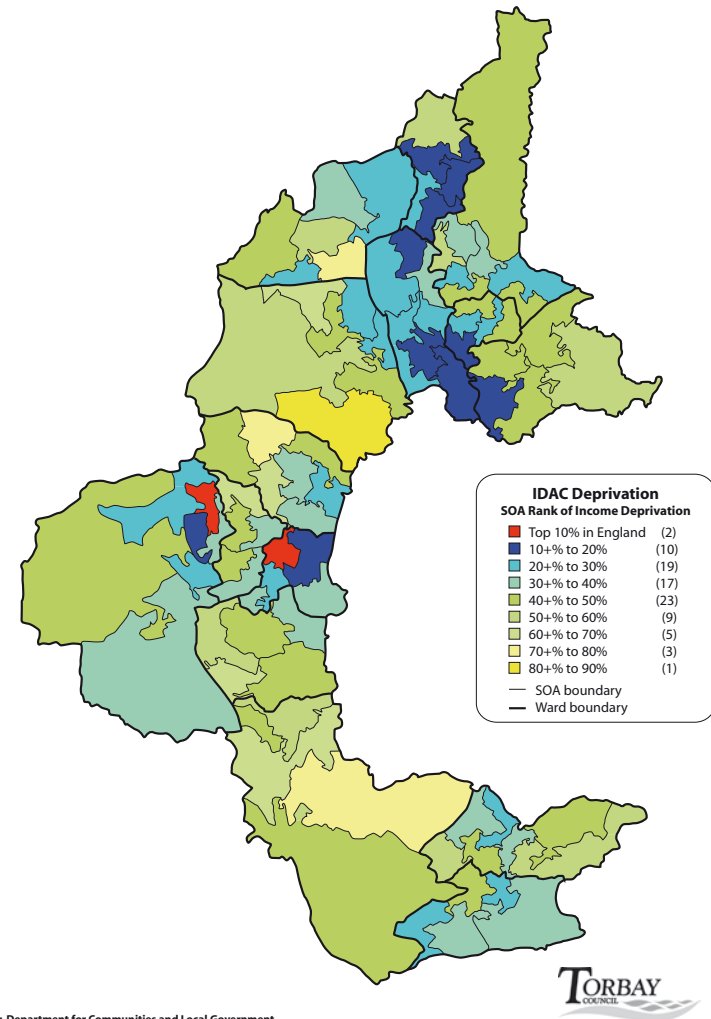 IDAC Deprivation
SOA Rank of Income Deprivation
Top 10% in England (2)
10+% to 20% (10)
20+% to 30% (19)
30+% to 40% (17)
40+% to 50% (23)
50+% to 60% (9)
60+% to 70% (5)
70+% to 80% (3)
80+% to 90% (1)
SOA boundary
Ward boundary
TORBAY
COUNCIL
Department for Communities and Local Government